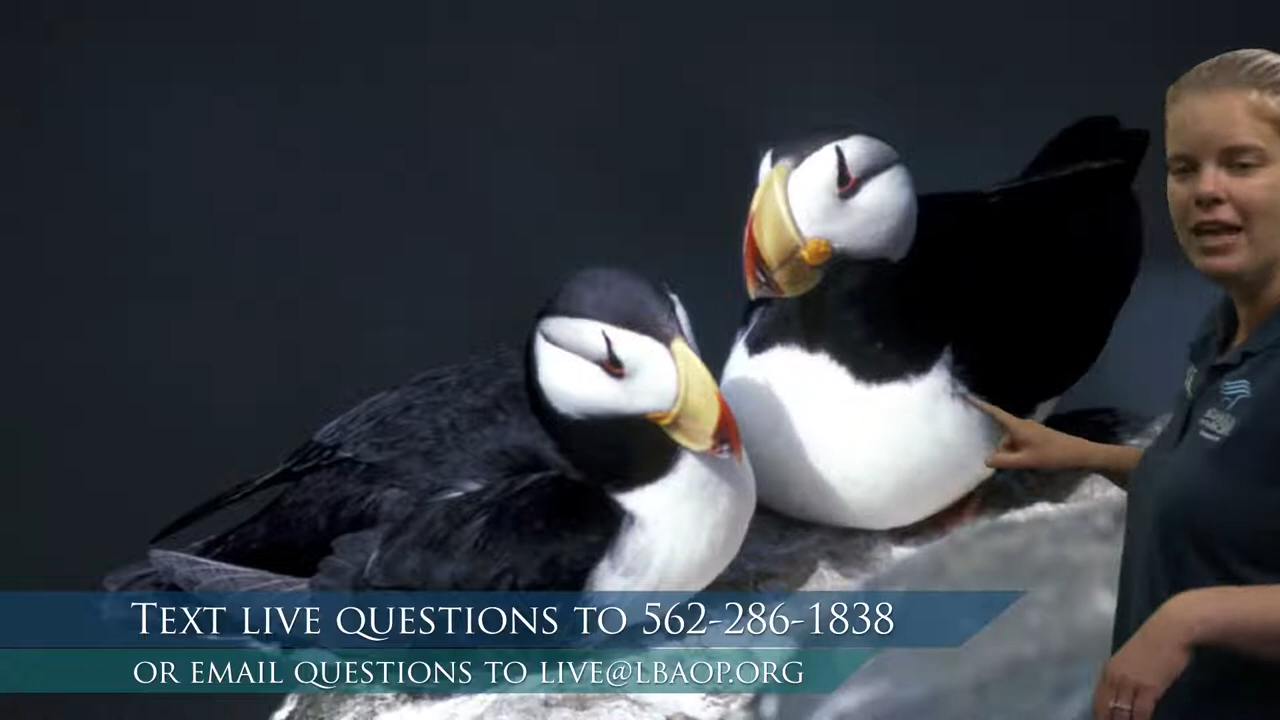 Text live questions to 562-286-1838
or email questions to live@lbaop.org